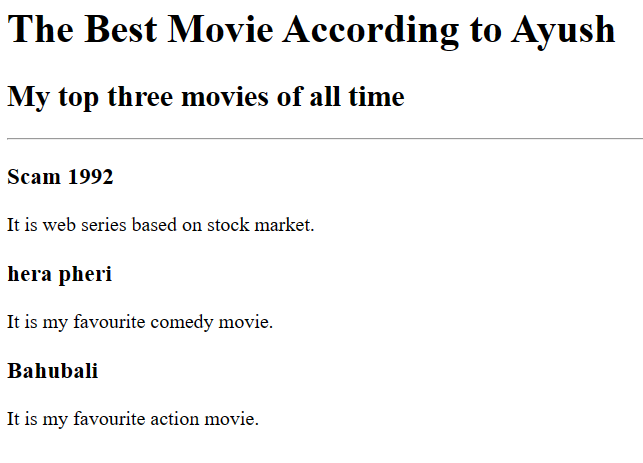 The Best Movie According to Ayush
My top three movies of all time
Scam 1992
It is web series based on stock market.
hera pheri
It is my favourite comedy movie.
Bahubali
It is my favourite action movie.